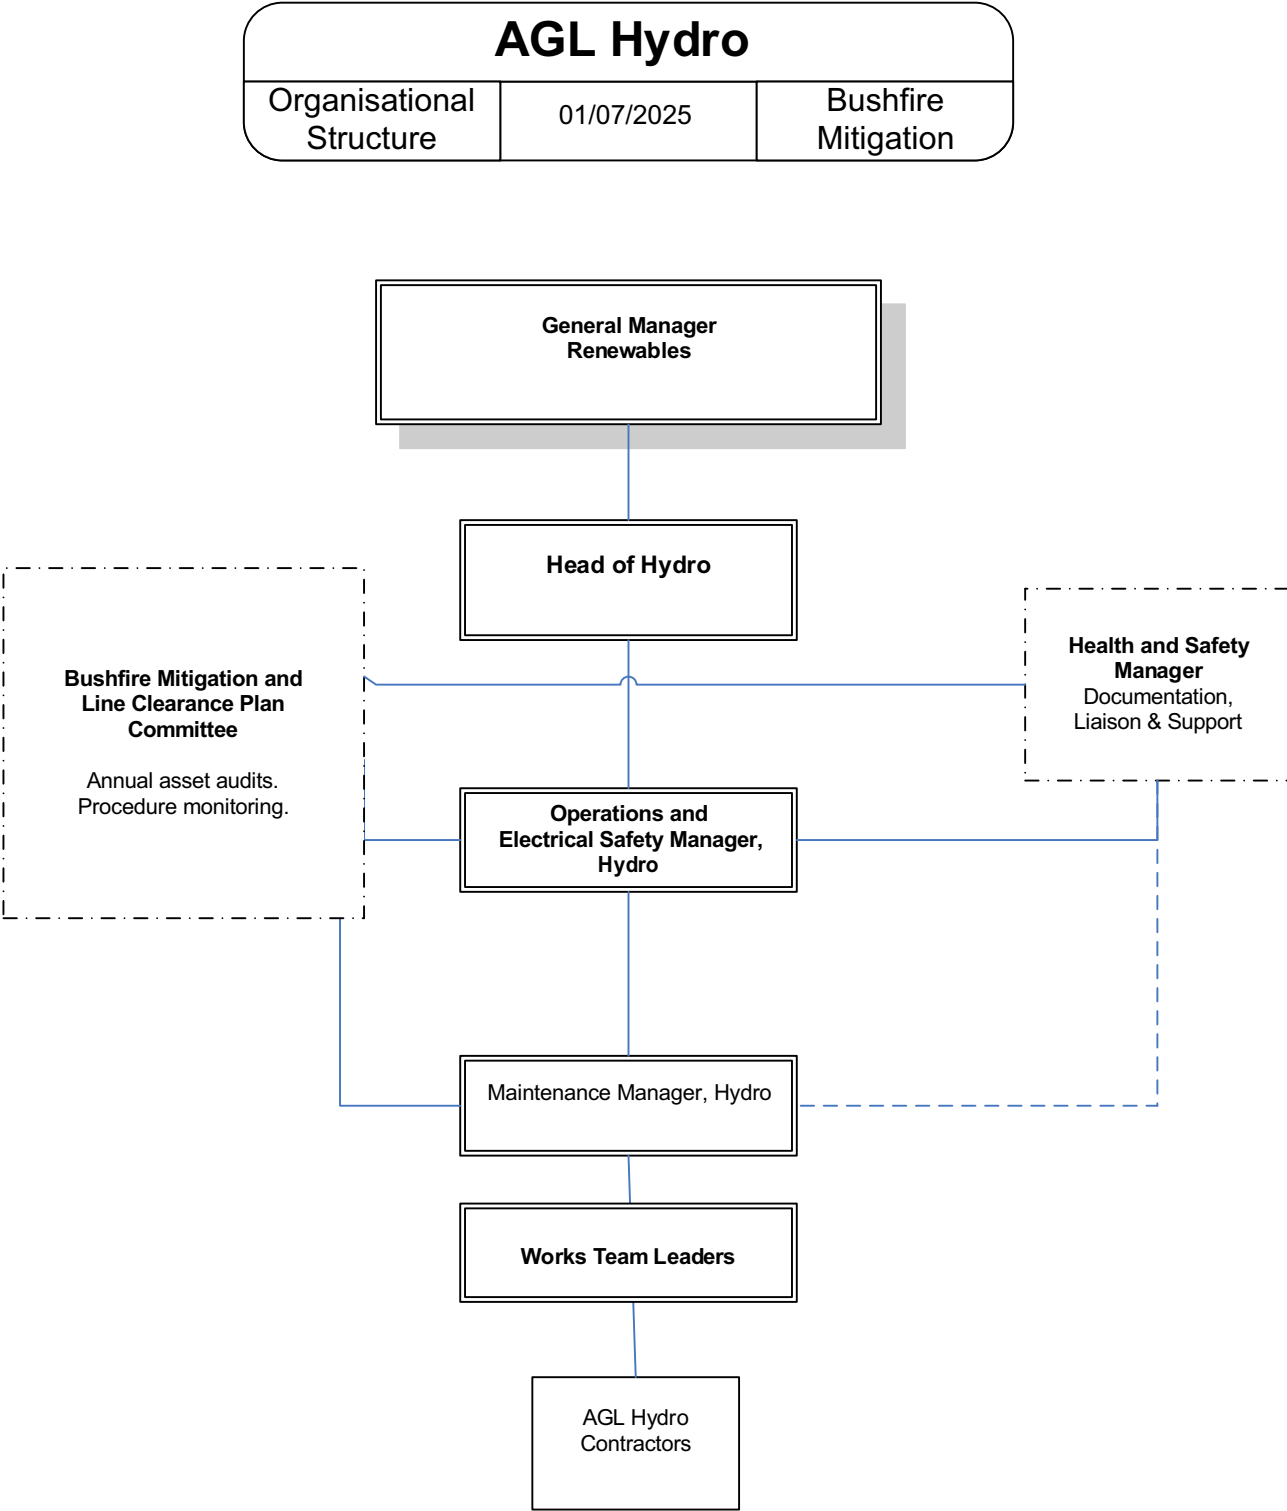 AGL Hydro
Organisational
Structure
01/07/2025
Bushfire
Mitigation
General Manager
Renewables
Head of Hydro
Bushfire Mitigation and
Line Clearance Plan
Committee
Annual asset audits.
Procedure monitoring.
Health and Safety
Manager
Documentation,
Liaison & Support
Operations and
Electrical Safety Manager,
Hydro
Maintenance Manager, Hydro
Works Team Leaders
AGL Hydro
Contractors